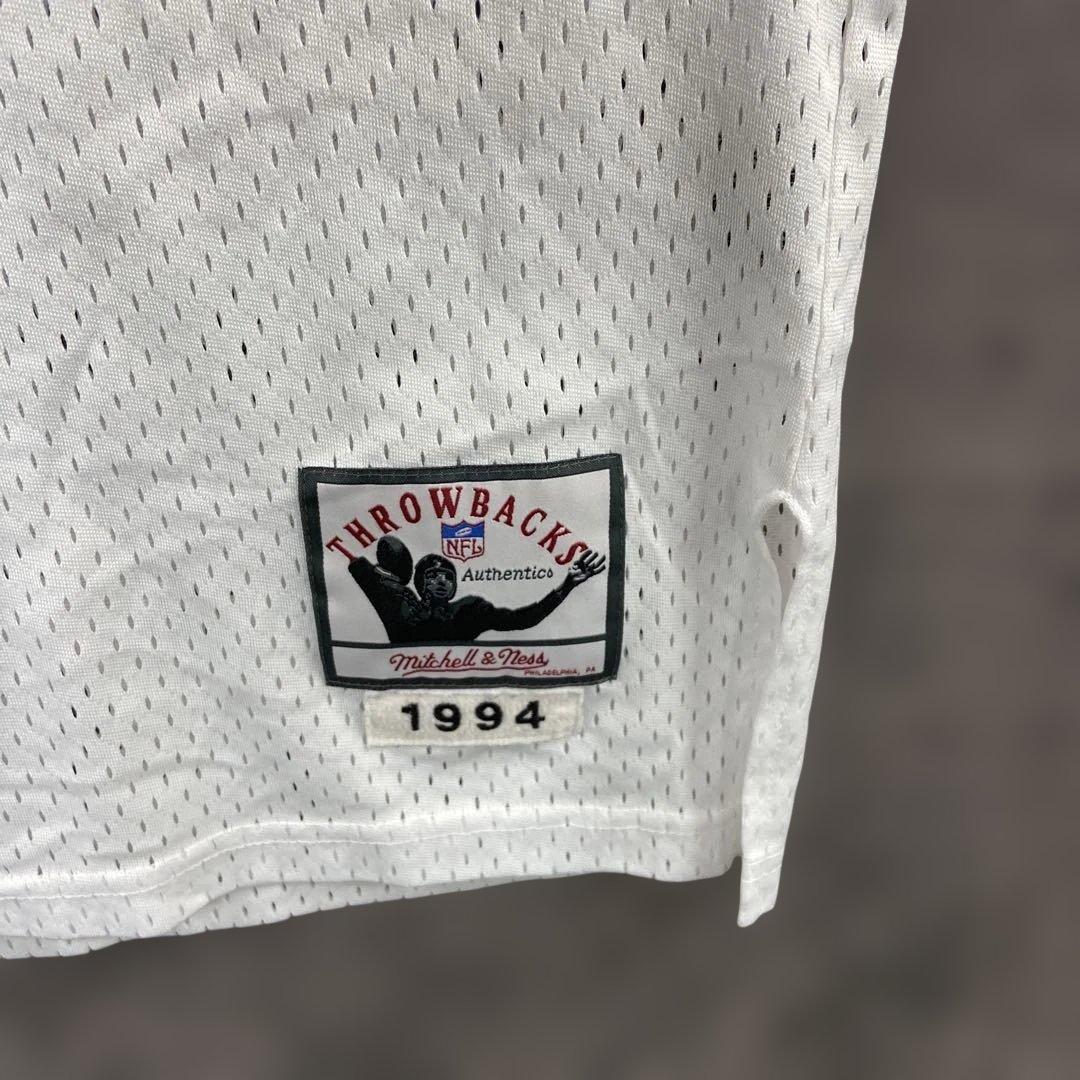 THROWBACKS
NFL
Authentics
Mitchell & Ness
PHILADELPHIA, PA
1994